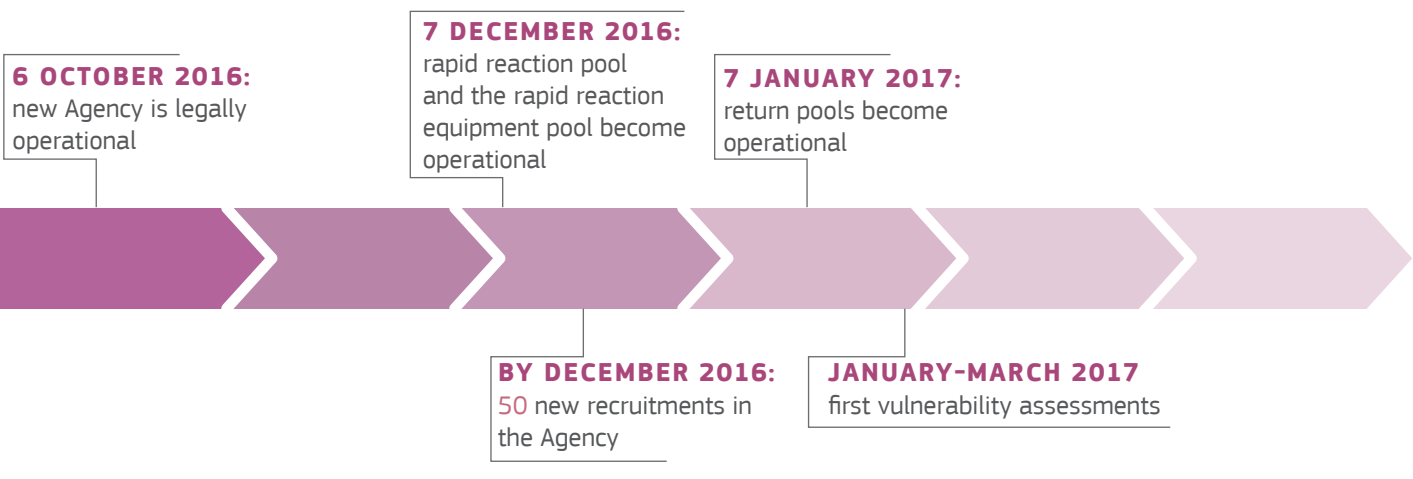 6 OCTOBER 2016:
new Agency is legally
operational
7 DECEMBER 2016:
rapid reaction pool
and the rapid reaction
equipment pool become
operational
7 JANUARY 2017:
return pools become
operational
BY DECEMBER 2016:
50 new recruitments in
the Agency
JANUARY-MARCH 2017
first vulnerability assessments